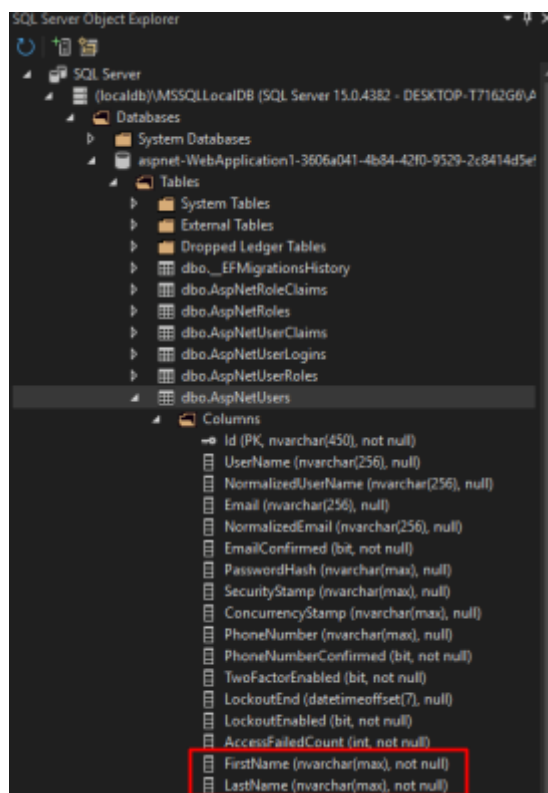 SQL Server Object Explorer
SQL Server
(localdb)\MSSQLLocalDB (SQL Server 15.0.4382 - DESKTOP-T7162G6\A
Databases
System Databases
aspnet-WebApplication1-3606a041-4b84-42f0-9529-2c8414d5e
Tables
System Tables
External Tables
Dropped Ledger Tables
dbo.__EFMigrationsHistory
dbo.AspNetRoleClaims
dbo.AspNetRoles
dbo.AspNetUserClaims
dbo.AspNetUserLogins
dbo.AspNetUserRoles
dbo.AspNetUsers
Columns
Id (PK, nvarchar(450), not null)
UserName (nvarchar(256), null)
NormalizedUserName (nvarchar(256), null)
Email (nvarchar(256), null)
NormalizedEmail (nvarchar(256), null)
EmailConfirmed (bit, not null)
PasswordHash (nvarchar(max), null)
SecurityStamp (nvarchar(max), null)
ConcurrencyStamp (nvarchar(max), null)
PhoneNumber (nvarchar(max), null)
PhoneNumberConfirmed (bit, not null)
TwoFactorEnabled (bit, not null)
LockoutEnd (datetimeoffset(7), null)
LockoutEnabled (bit, not null)
AccessFailedCount (int, not null)
FirstName (nvarchar(max), not null)
LastName (nvarchar(max), not null)